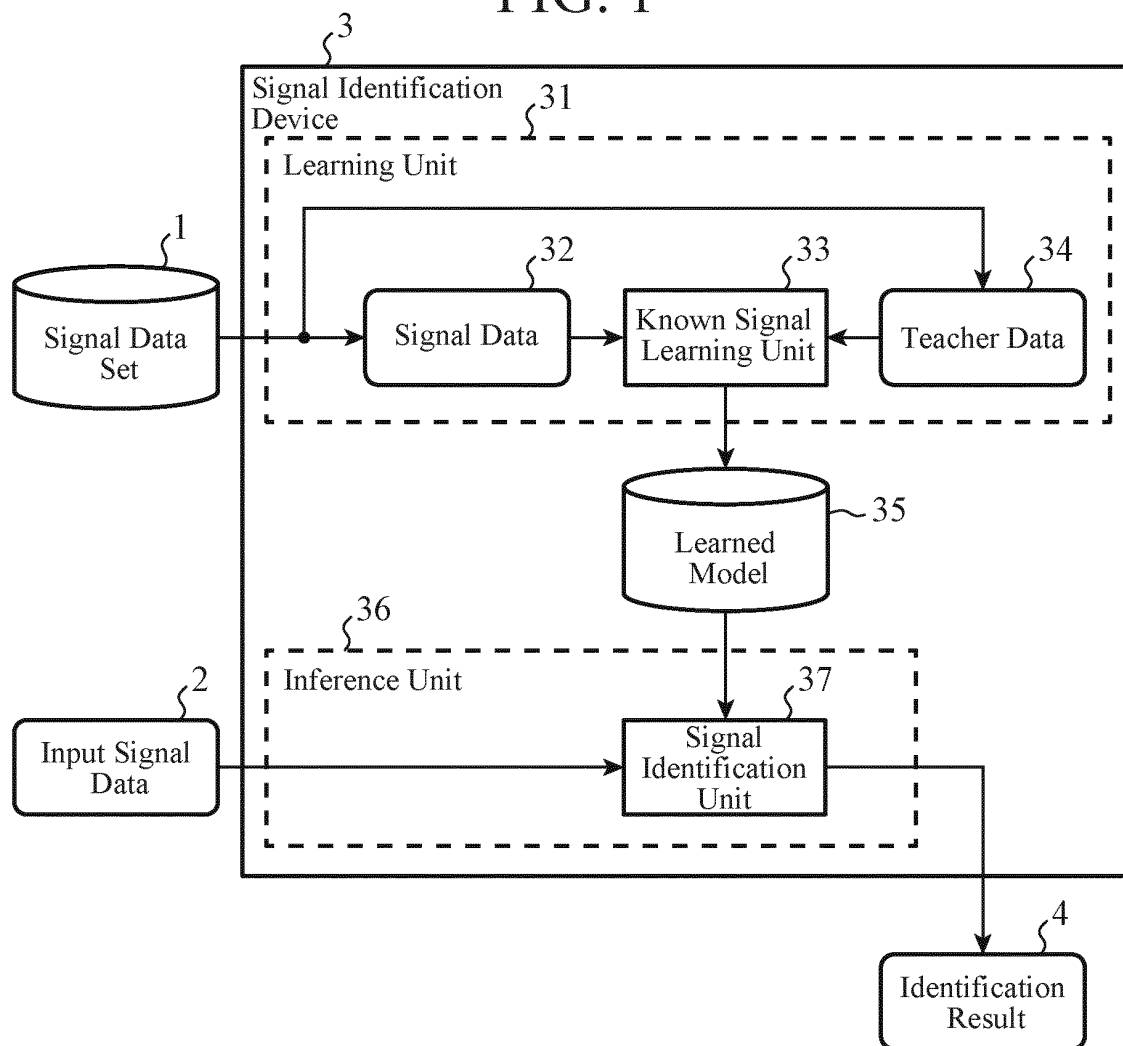 FIG. 1
3
Signal Identification
Device
31
Learning Unit
1
Signal Data
Set
32
Signal Data
33
Known Signal
Learning Unit
34
Teacher Data
35
Learned
Model
36
Inference Unit
2
Input Signal
Data
37
Signal
Identification
Unit
4
Identification
Result